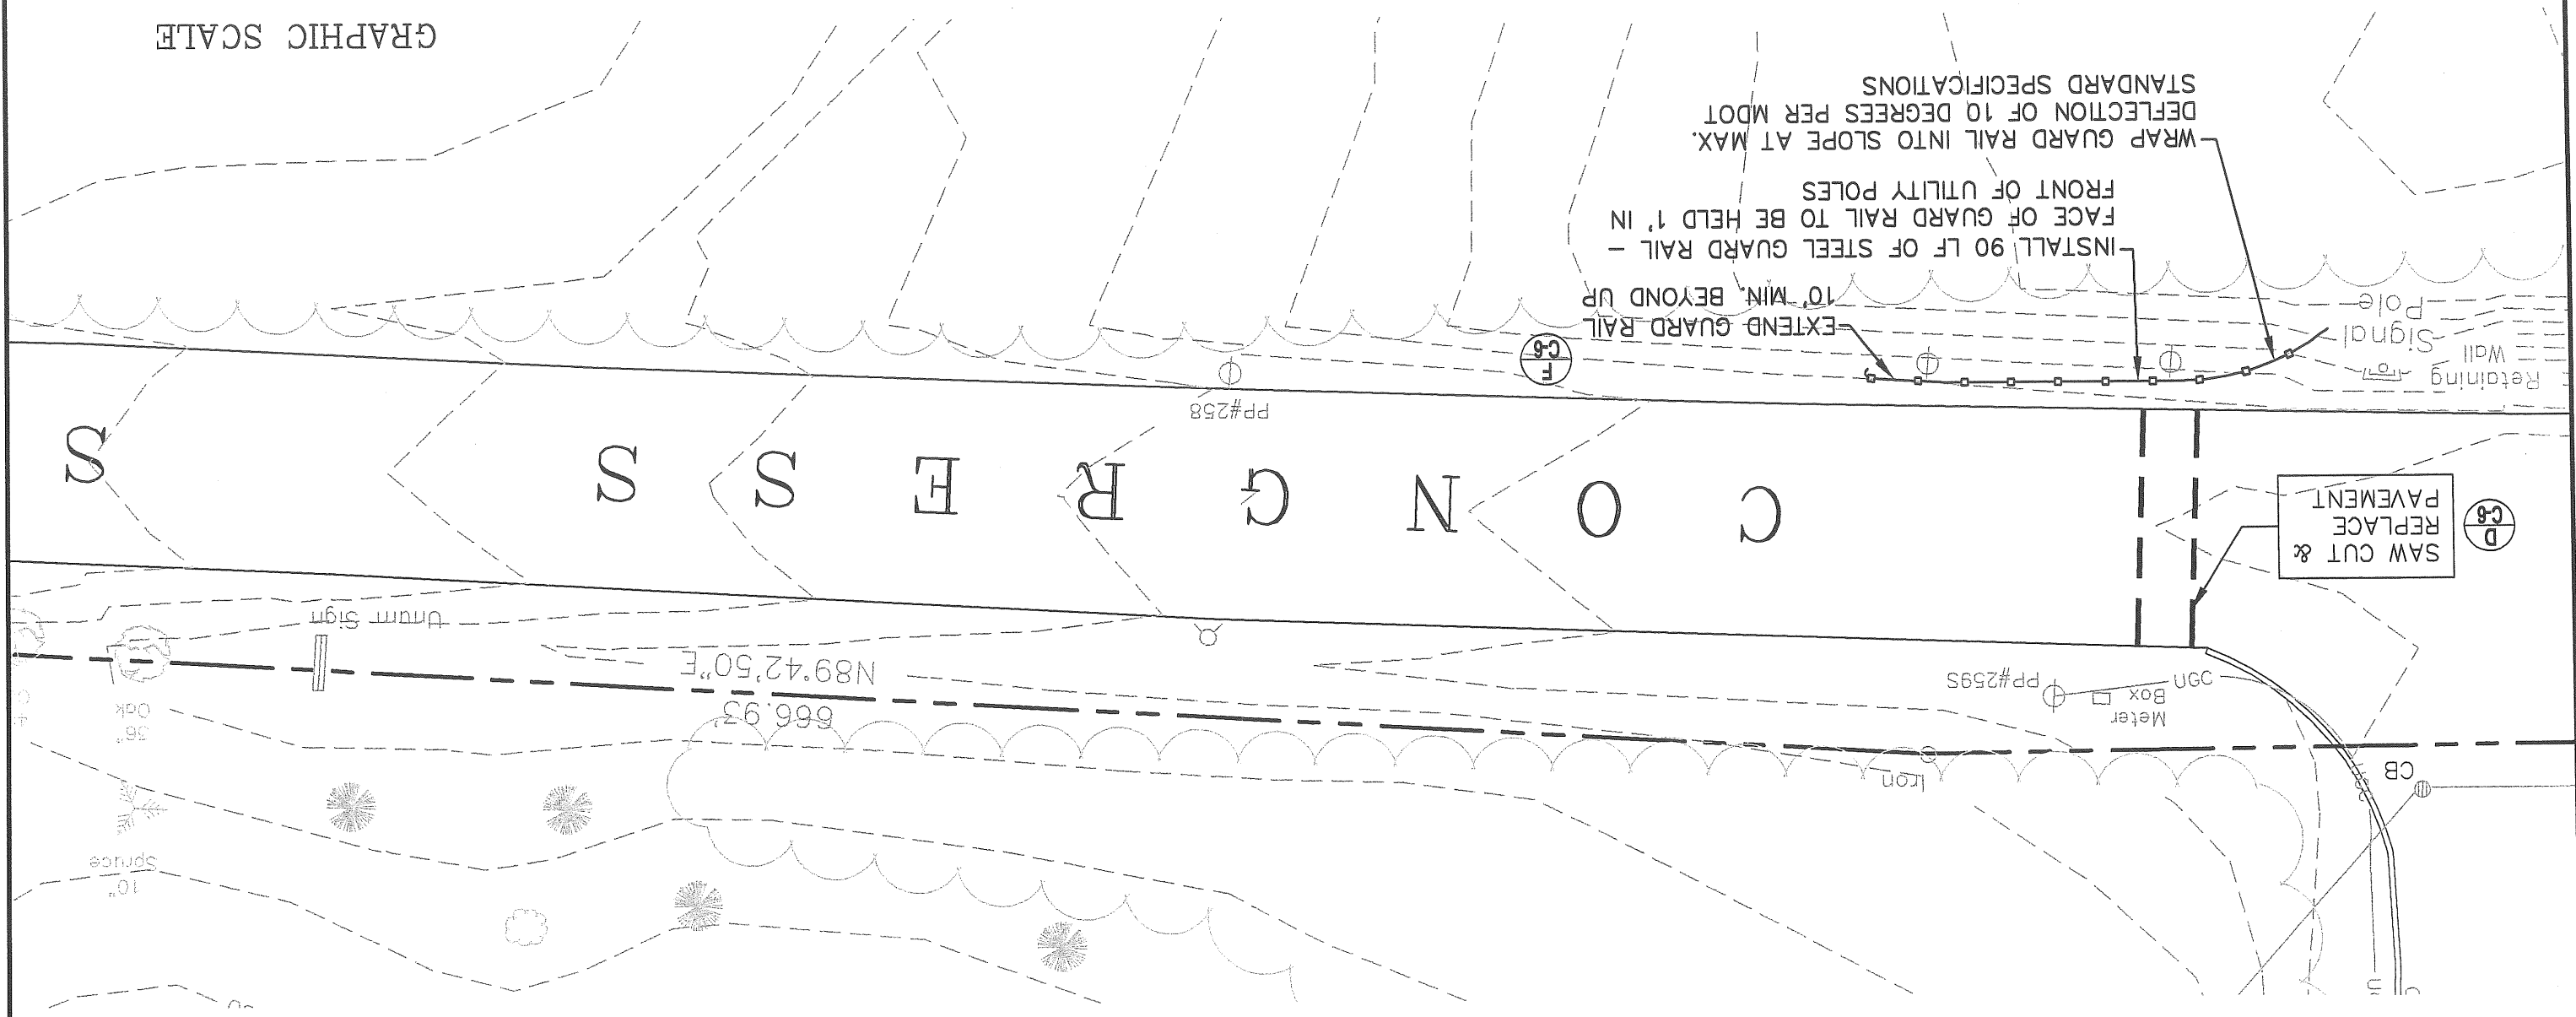 CB
Iron
Meter
Box
UGC
PP#259S
666.93'
N89°42'50"E
10"
Spruce
36"
Oak
Unum Sign
SAW CUT &
REPLACE
PAVEMENT
D
C-6
C O N G R E S S S
PP#258
Retaining
Wall
Signal
Pole
F
C-6
EXTEND GUARD RAIL
10' MIN. BEYOND UP
INSTALL 90 LF OF STEEL GUARD RAIL -
FACE OF GUARD RAIL TO BE HELD 1' IN
FRONT OF UTILITY POLES
WRAP GUARD RAIL INTO SLOPE AT MAX.
DEFLECTION OF 10 DEGREES PER MDOT
STANDARD SPECIFICATIONS
GRAPHIC SCALE